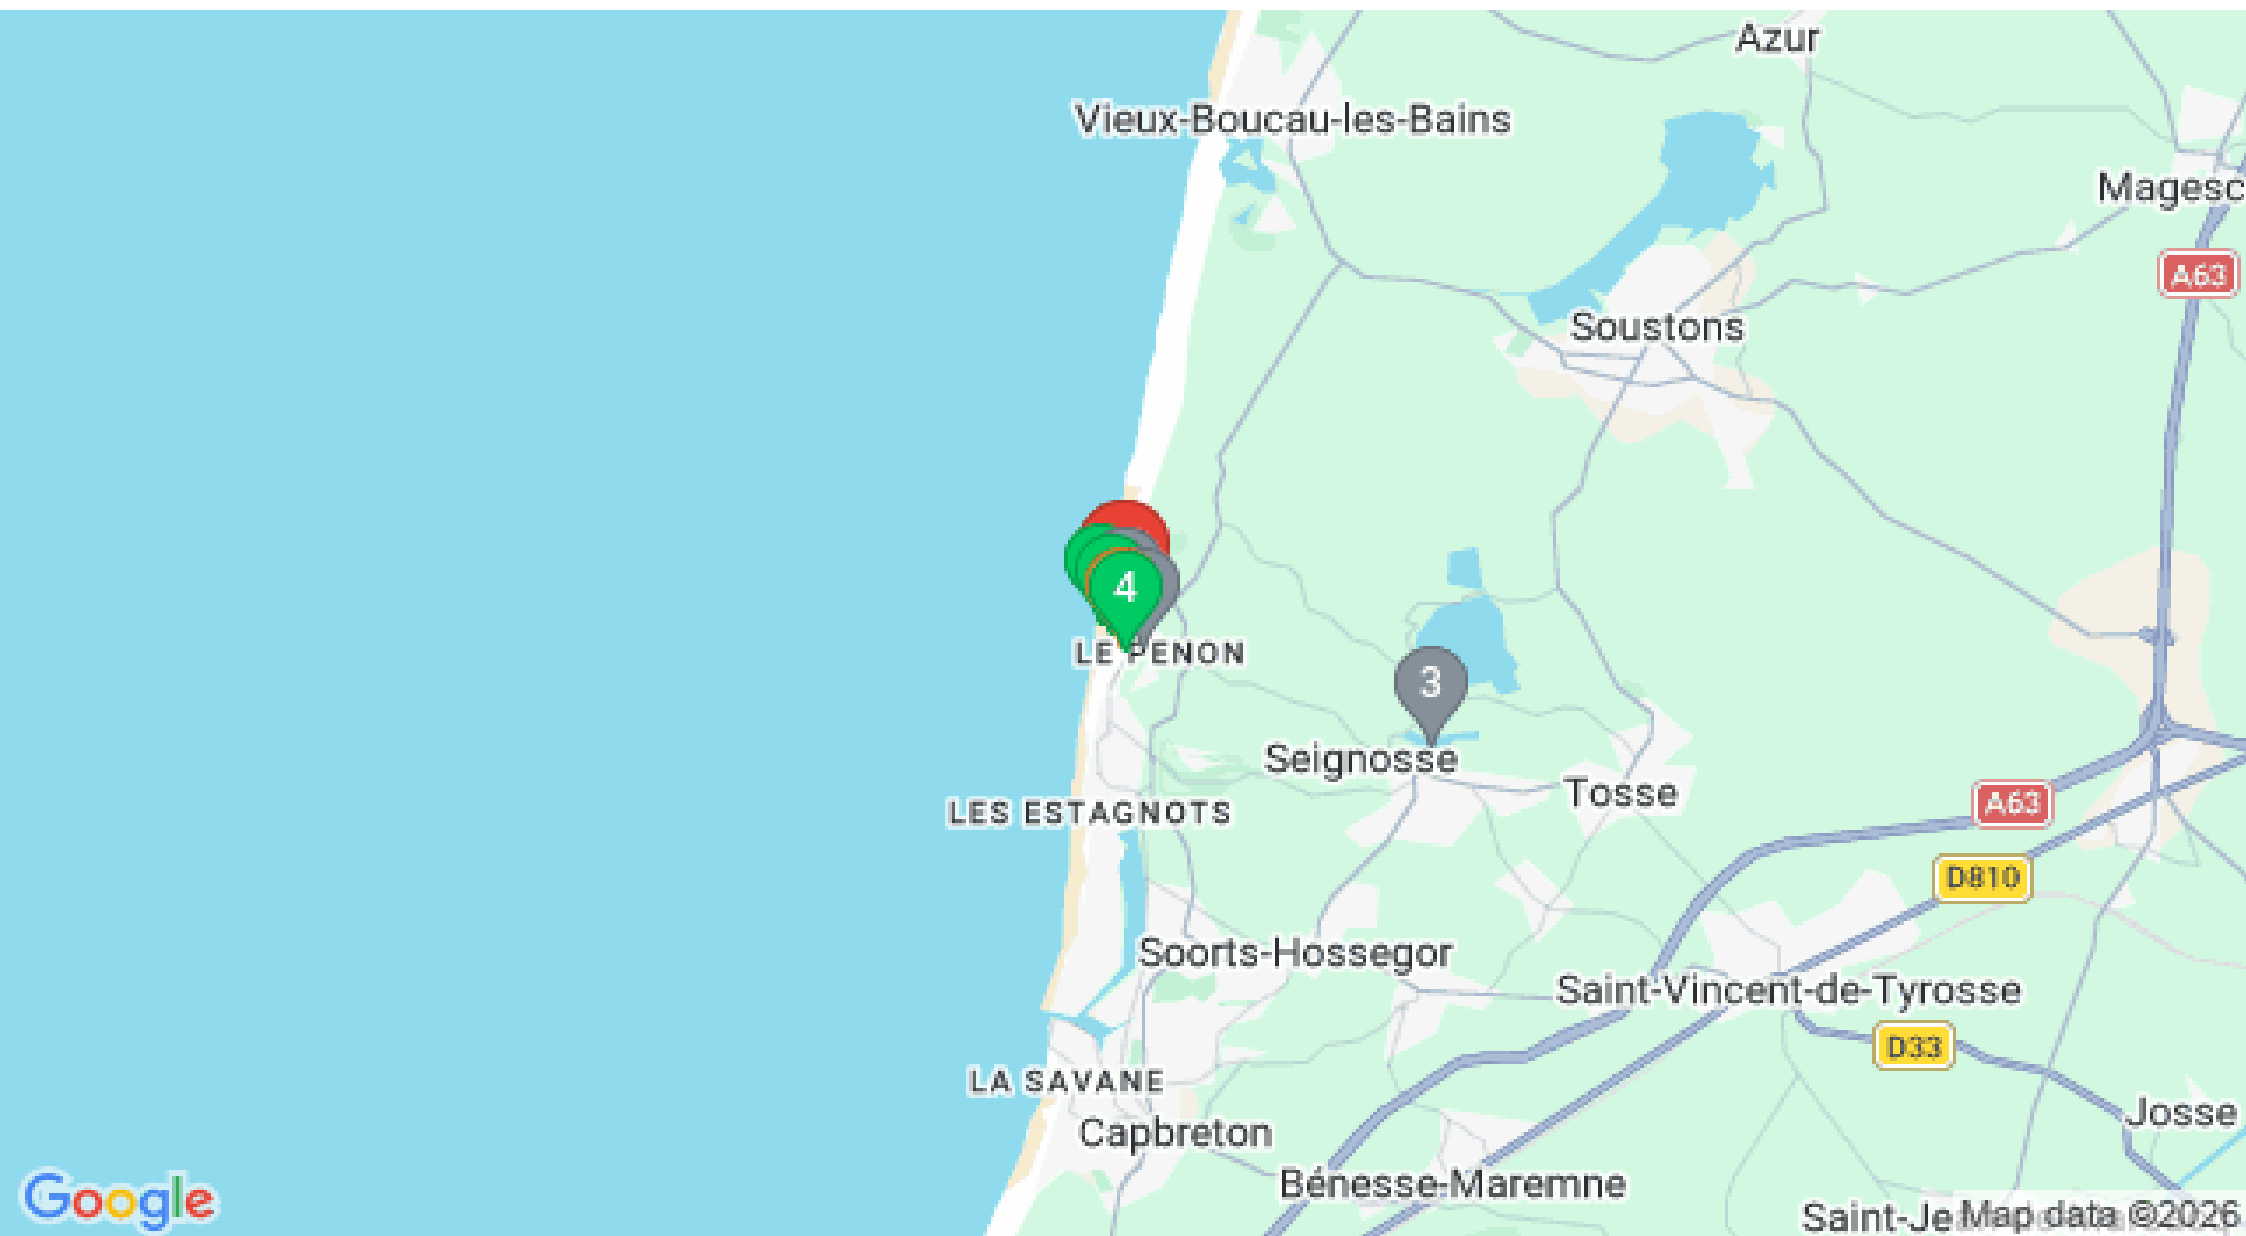 Azur
Vieux-Boucau-les-Bains
Magesc
A63
Soustons
4
LE PENON
3
Seignosse
Tosse
A63
LES ESTAGNOTS
D810
Soorts-Hossegor
Saint-Vincent-de-Tyrosse
D33
LA SAVANE
Josse
Capbreton
Bénesse-Maremne
Google
Saint-Je
Map data ©2026